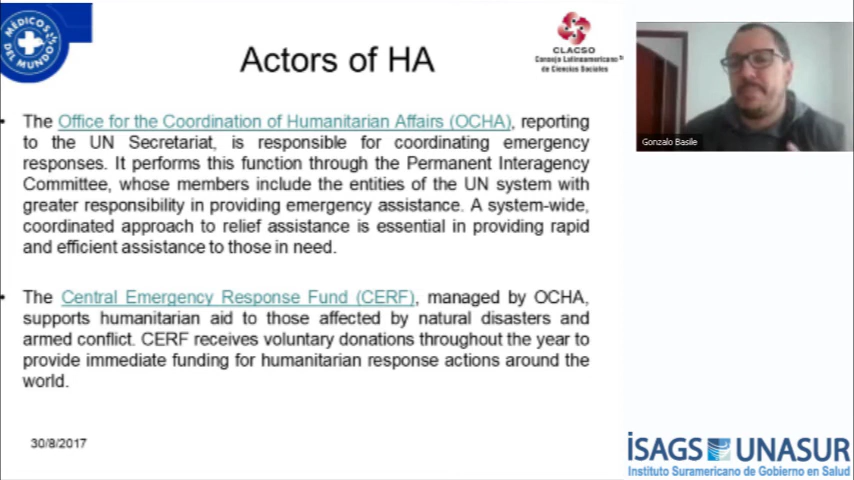 MÉDICOS
DEL MUNDO
Actors of HA
CLACSO
Consejo Latinoamericano
de Ciencias Sociales
• The Office for the Coordination of Humanitarian Affairs (OCHA), reporting
to the UN Secretariat, is responsible for coordinating emergency
responses. It performs this function through the Permanent Interagency
Committee, whose members include the entities of the UN system with
greater responsibility in providing emergency assistance. A system-wide,
coordinated approach to relief assistance is essential in providing rapid
and efficient assistance to those in need.
• The Central Emergency Response Fund (CERF), managed by OCHA,
supports humanitarian aid to those affected by natural disasters and
armed conflict. CERF receives voluntary donations throughout the year to
provide immediate funding for humanitarian response actions around the
world.
30/8/2017
Gonzalo Basile
iSAGS UNASUR
Instituto Suramericano de Gobierno en Salud